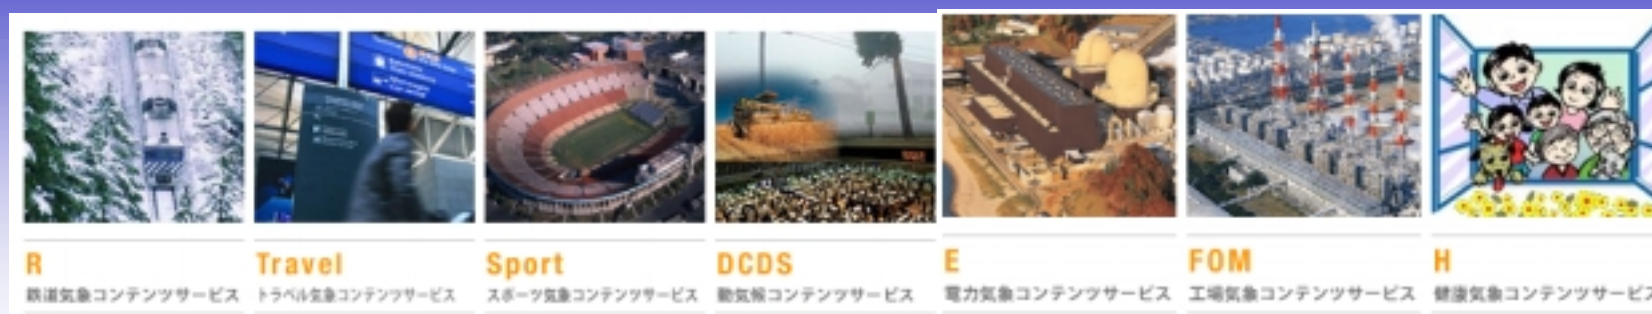 R
鉄道気象コンテンツサービス
Travel
トラベル気象コンテンツサービス
Sport
スポーツ気象コンテンツサービス
DCDS
動気候コンテンツサービス
E
電力気象コンテンツサービス
FOM
工場気象コンテンツサービス
H
健康気象コンテンツサービス